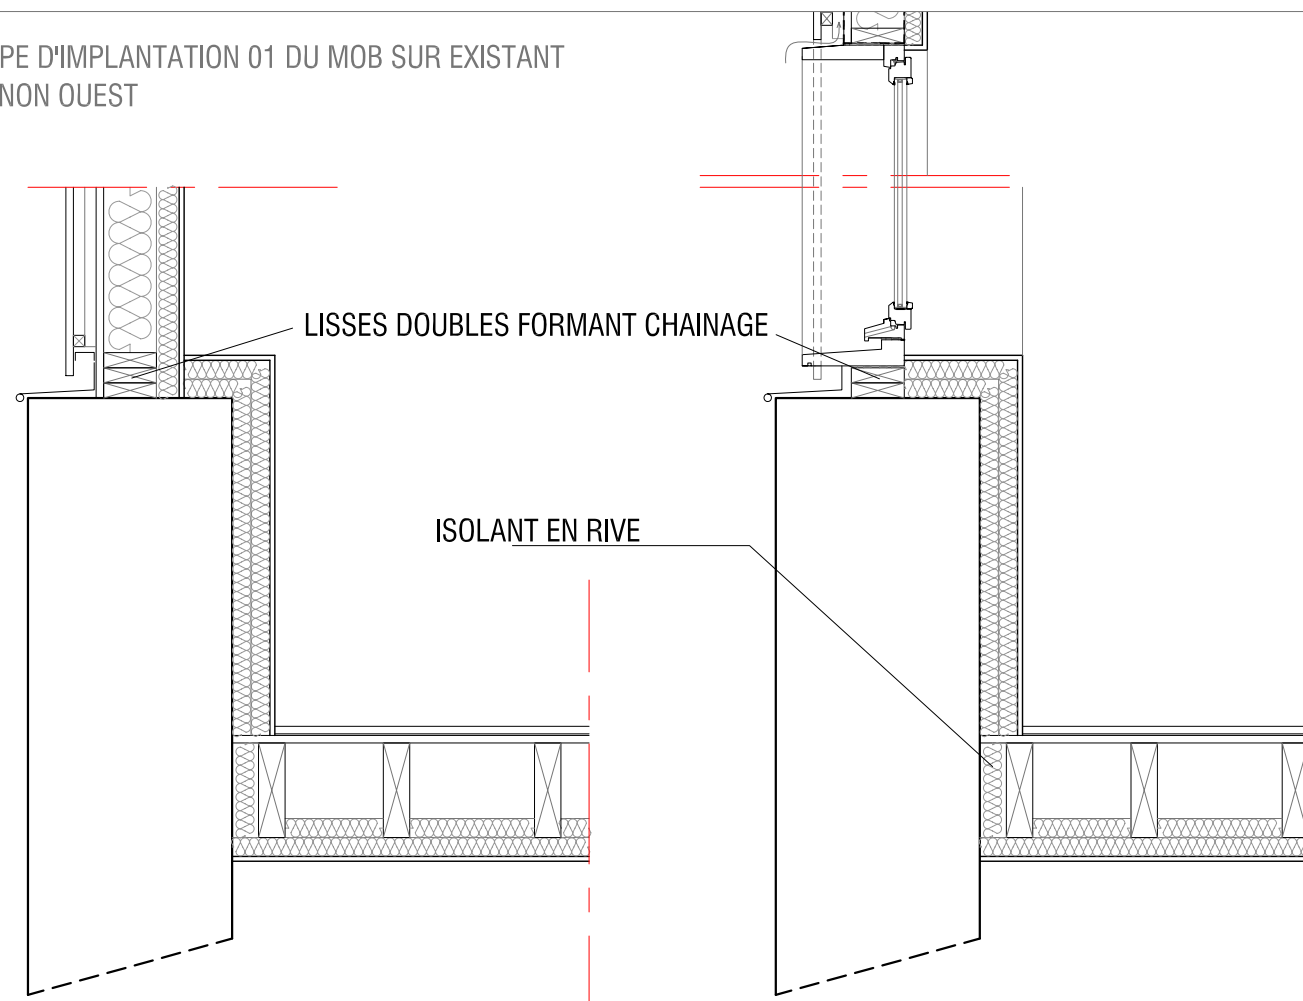 PE D'IMPLANTATION 01 DU MOB SUR EXISTANT
NON OUEST
LISSES DOUBLES FORMANT CHAINAGE
ISOLANT EN RIVE